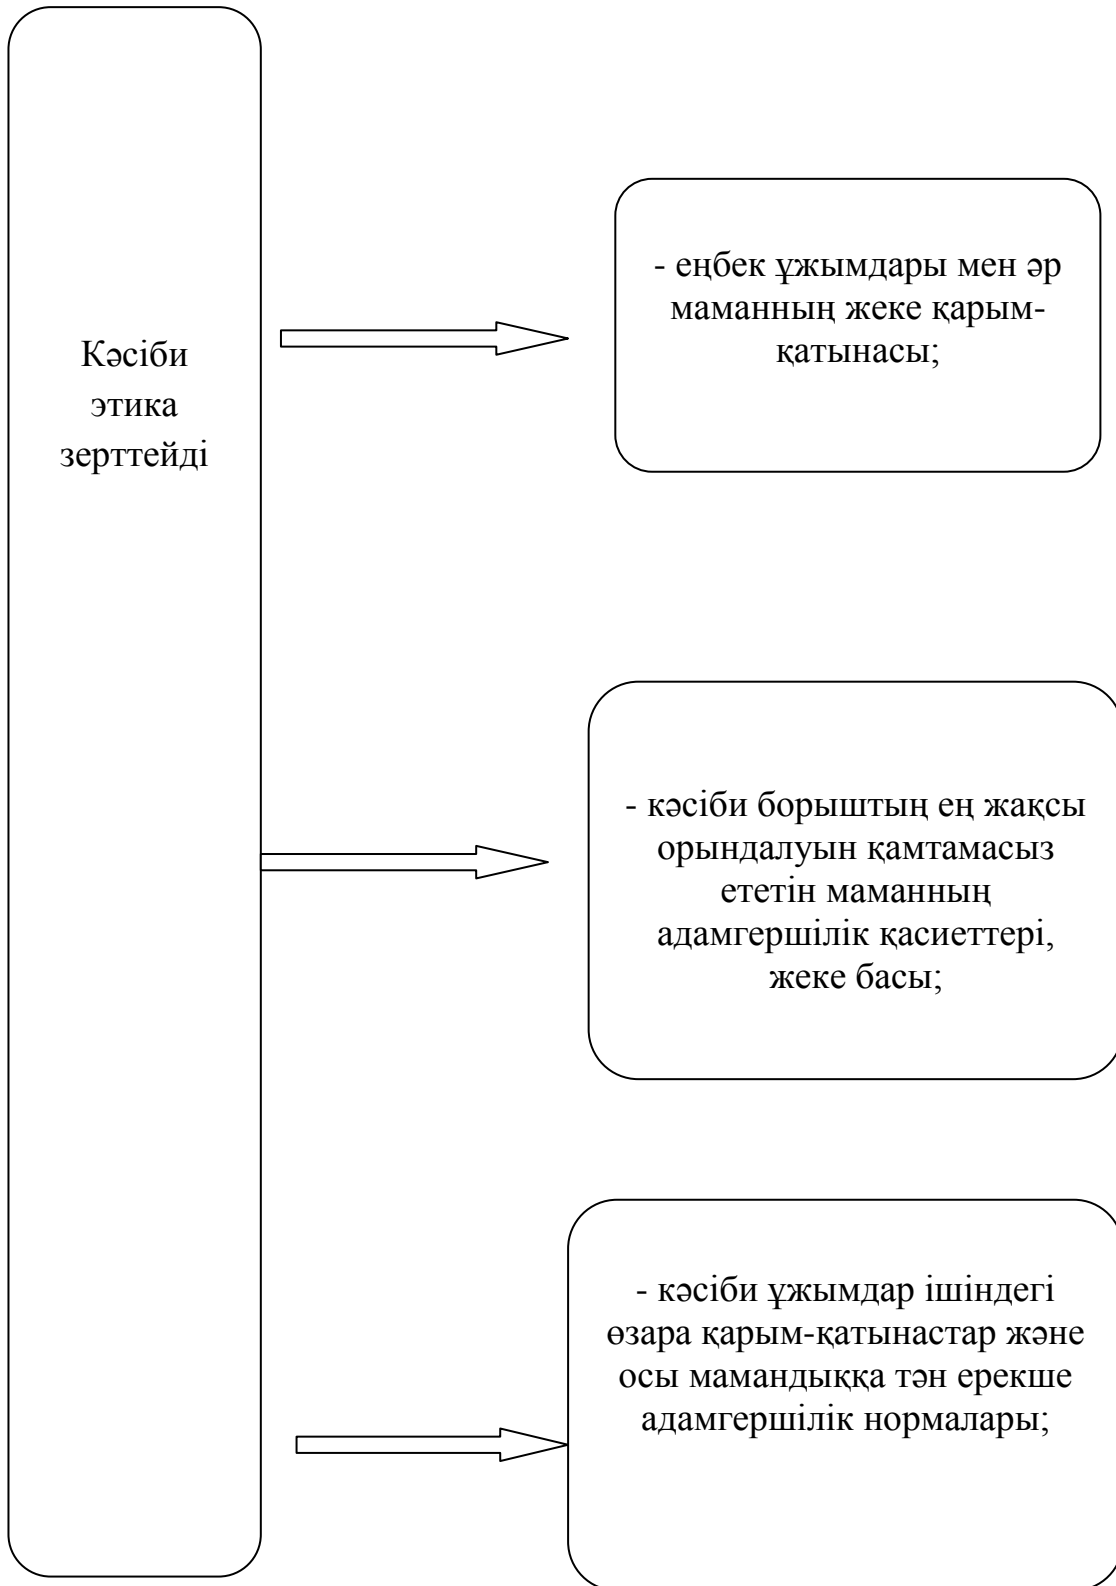 Кәсіби
этика
зерттейді
- еңбек ұжымдары мен әр
маманның жеке қарым-
қатынасы;
- кәсіби борыштың ең жақсы
орындалуын қамтамасыз
ететін маманның
адамгершілік қасиеттері,
жеке басы;
- кәсіби ұжымдар ішіндегі
өзара қарым-қатынастар және
осы мамандыққа тән ерекше
адамгершілік нормалары;